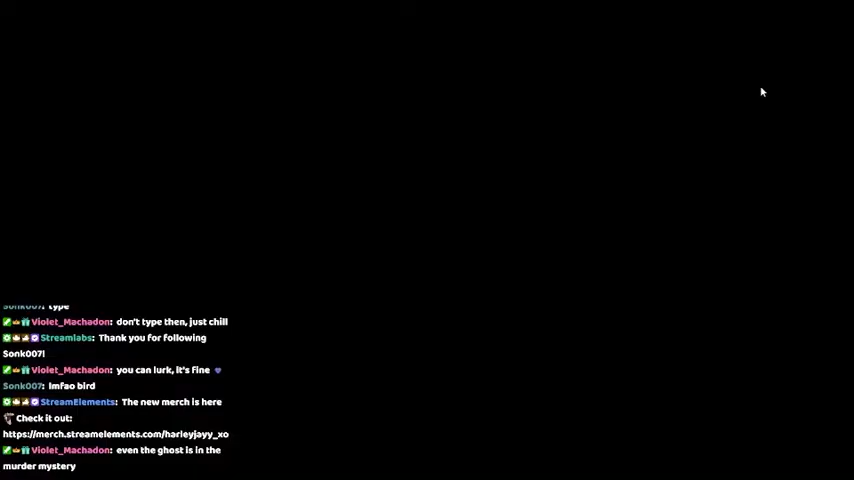 Sonk007: type
Violet_Machadon: don't type then, just chill
Streamlabs: Thank you for following
Sonk007!
Violet_Machadon: you can lurk, it's fine
Sonk007: lmfao bird
StreamElements: The new merch is here
Check it out:
https://merch.streamelements.com/harleyjayy_xo
Violet_Machadon: even the ghost is in the
murder mystery